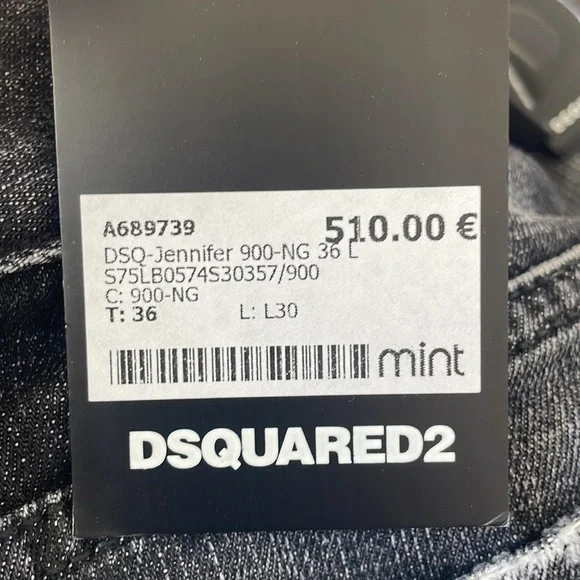 A689739 510.00 €
DSQ-Jennifer 900-NG 36 L
S75LB0574S30357/900
C: 900-NG
T: 36 L: L30
mint
DSQUARED2